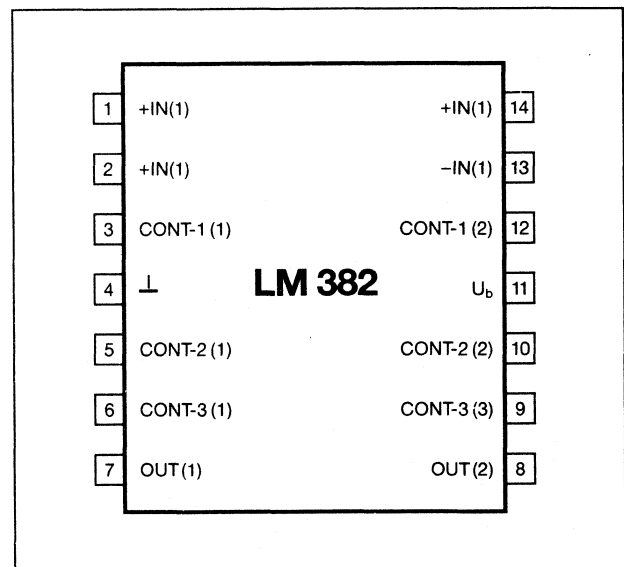 1 +IN(1) +IN(1) 14
2 +IN(1) −IN(1) 13
3 CONT-1 (1) CONT-1 (2) 12
4 ⊥ LM 382 U_b 11
5 CONT-2 (1) CONT-2 (2) 10
6 CONT-3 (1) CONT-3 (3) 9
7 OUT(1) OUT(2) 8